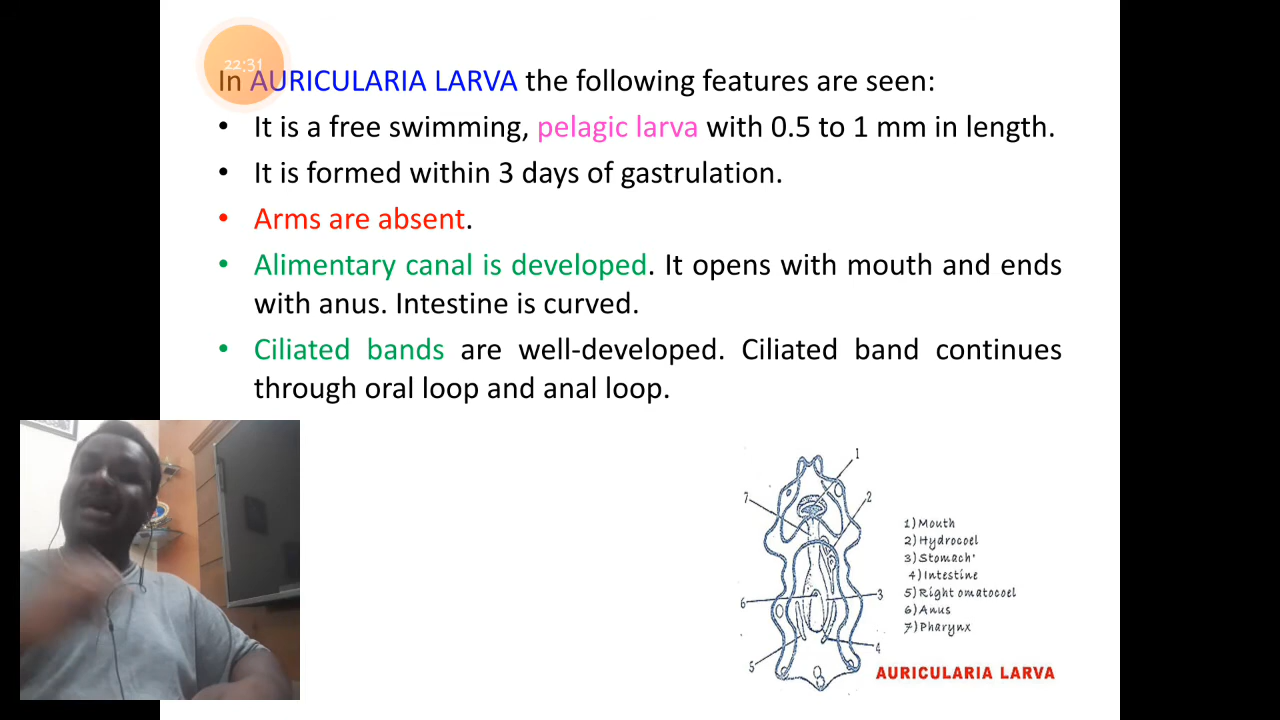 22:31
In AURICULARIA LARVA the following features are seen:
• It is a free swimming, pelagic larva with 0.5 to 1 mm in length.
• It is formed within 3 days of gastrulation.
• Arms are absent.
• Alimentary canal is developed. It opens with mouth and ends
with anus. Intestine is curved.
• Ciliated bands are well-developed. Ciliated band continues
through oral loop and anal loop.
1
7
2
6
3
4
5
1) Mouth
2) Hydrocoel
3) Stomach'
4) Intestine
5) Right omatocoel
6) Anus
7) Pharynx
AURICULARIA LARVA